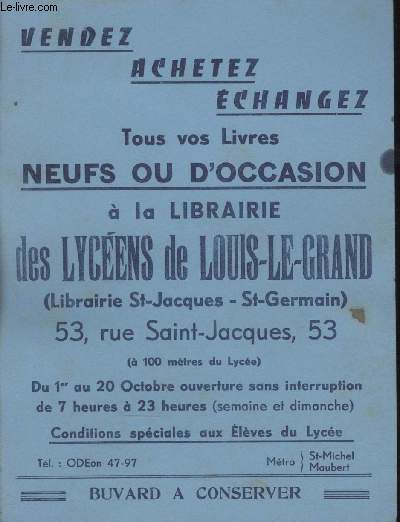 le-livre.com
VENDEZ
ACHETEZ
ÉCHANGEZ
Tous vos Livres
NEUFS OU D'OCCASION
à la LIBRAIRIE
des LYCÉENS de LOUIS-LE-GRAND
(Librairie St-Jacques - St-Germain)
53, rue Saint-Jacques, 53
(à 100 mètres du Lycée)
Du 1er au 20 Octobre ouverture sans interruption
de 7 heures à 23 heures (semaine et dimanche)
Conditions spéciales aux Élèves du Lycée
Tél. : ODEon 47-97 Métro } St-Michel
Maubert
BUVARD A CONSERVER